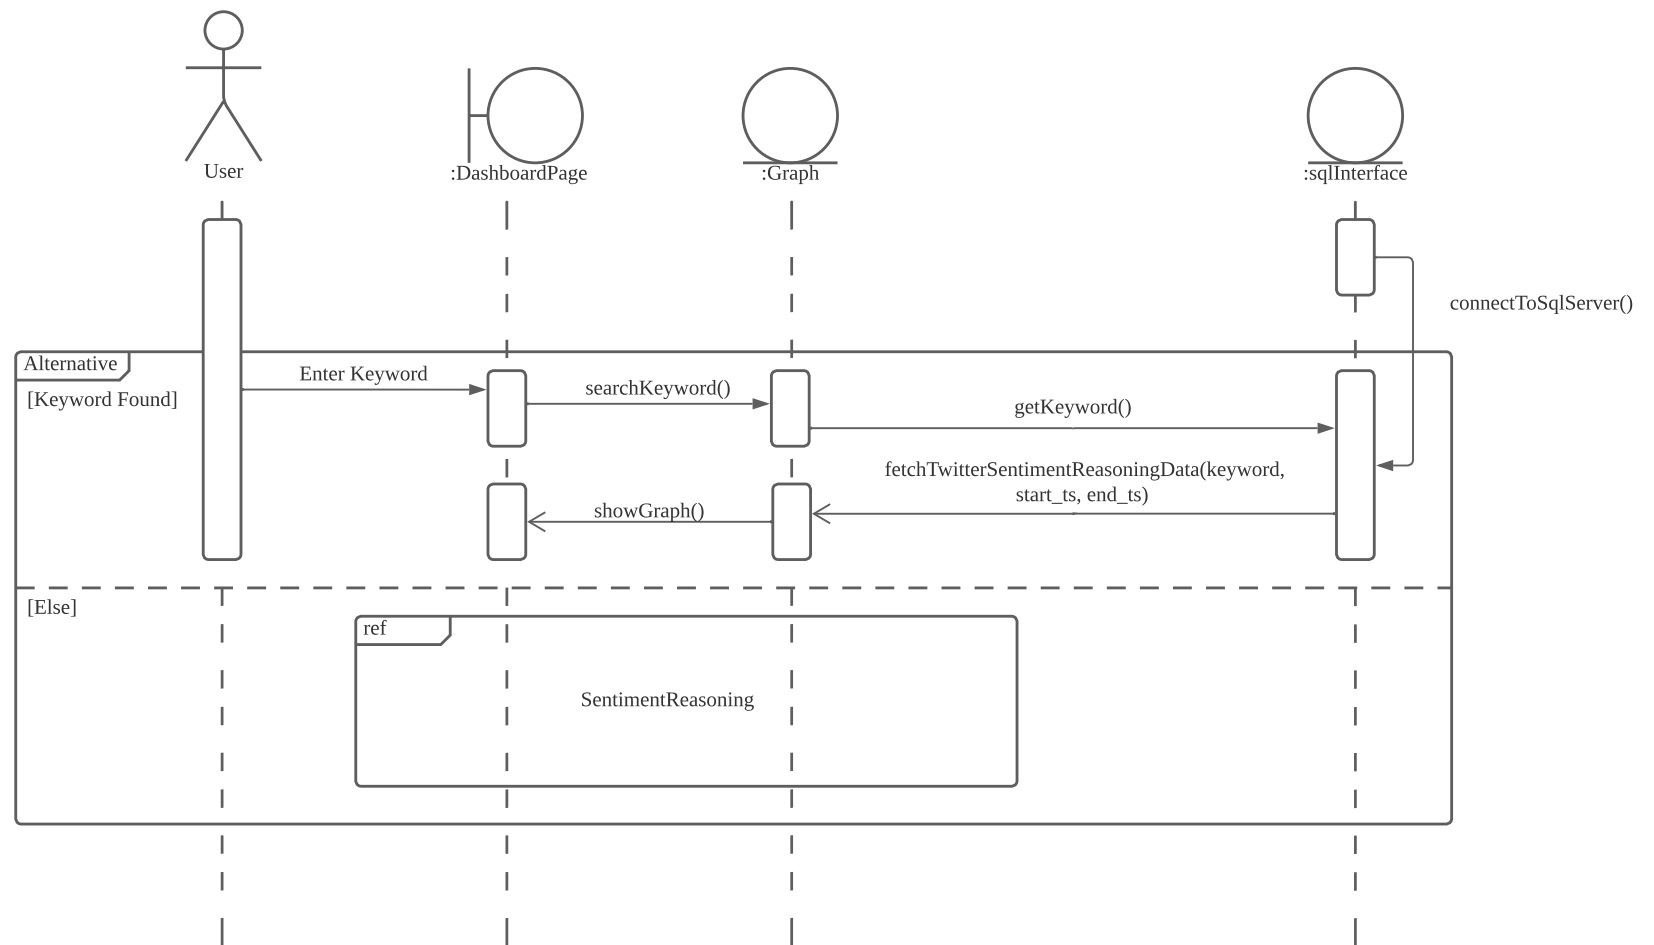 User
:DashboardPage
:Graph
:sqlInterface
connectToSqlServer()
Alternative
[Keyword Found]
Enter Keyword
searchKeyword()
getKeyword()
fetchTwitterSentimentReasoningData(keyword,
start_ts, end_ts)
showGraph()
[Else]
ref
SentimentReasoning